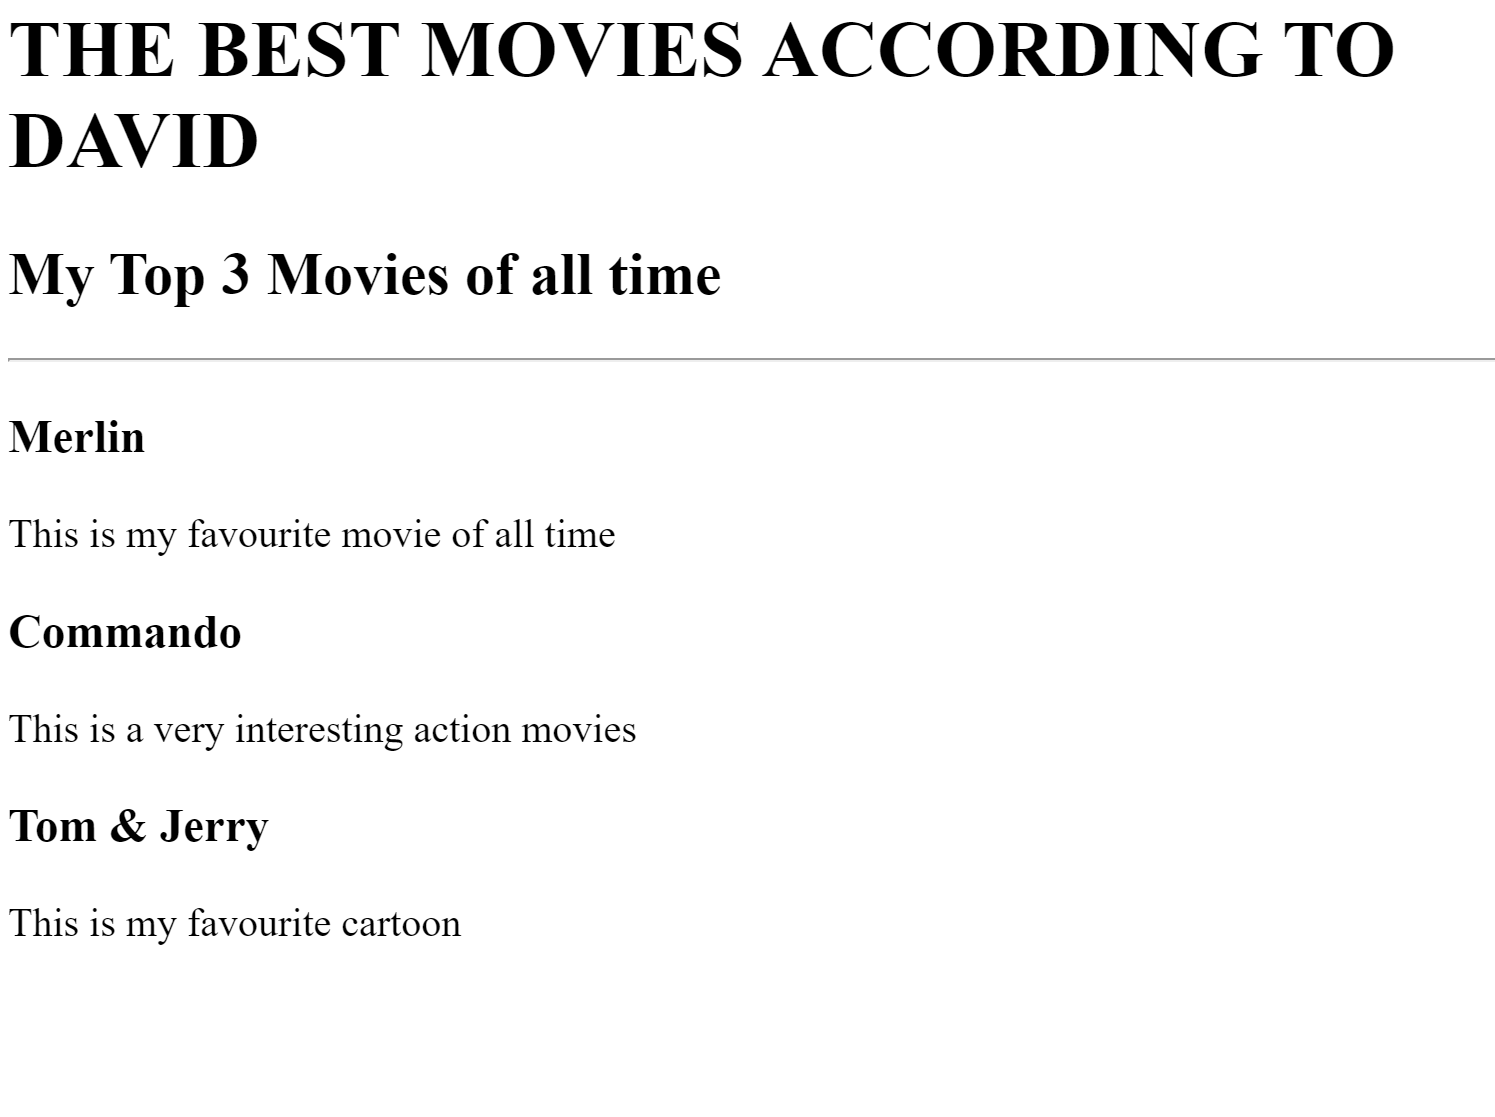 THE BEST MOVIES ACCORDING TO
DAVID
My Top 3 Movies of all time
Merlin
This is my favourite movie of all time
Commando
This is a very interesting action movies
Tom & Jerry
This is my favourite cartoon